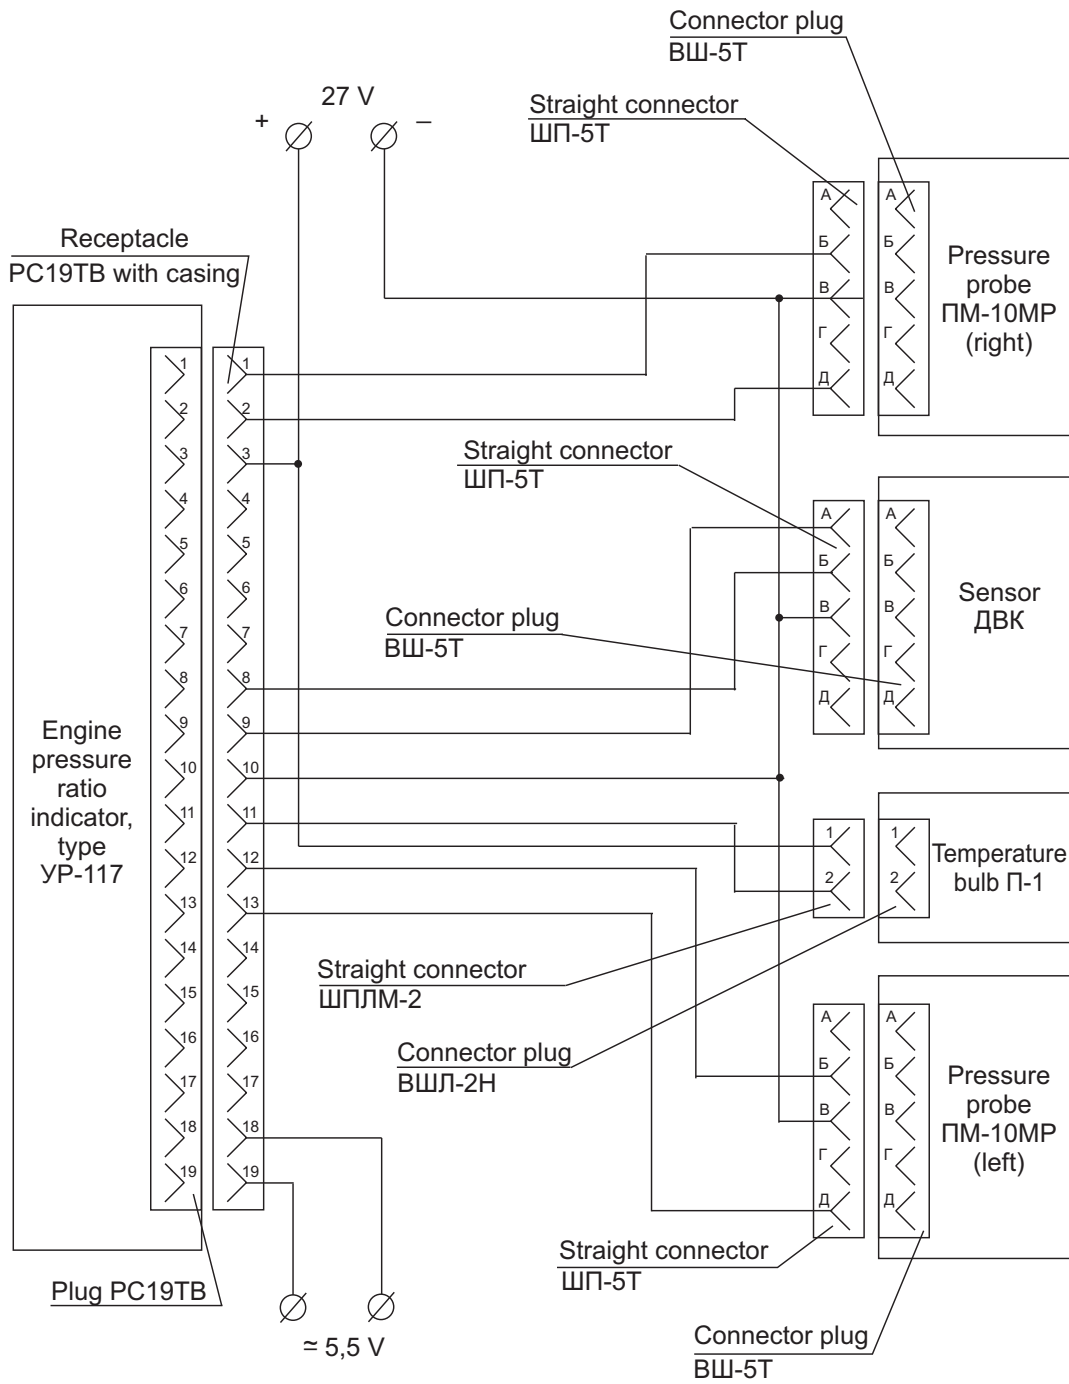 Connector plug
ВШ-5Т
27 V
+
–
Straight connector
ШП-5Т
Receptacle
РС19ТВ with casing
А
Б
В
Г
Д
А
Б
В
Г
Д
Pressure
probe
ПМ-10МР
(right)
1
2
3
4
5
6
7
8
9
10
11
12
13
14
15
16
17
18
19
1
2
3
4
5
6
7
8
9
10
11
12
13
14
15
16
17
18
19
Straight connector
ШП-5Т
А
Б
В
Г
Д
А
Б
В
Г
Д
Sensor
ДВК
Connector plug
ВШ-5Т
Engine
pressure
ratio
indicator,
type
УР-117
1
2
1
2
Temperature
bulb П-1
Straight connector
ШПЛМ-2
Connector plug
ВШЛ-2Н
А
Б
В
Г
Д
А
Б
В
Г
Д
Pressure
probe
ПМ-10МР
(left)
Straight connector
ШП-5Т
Plug РС19ТВ
≃ 5,5 V
Connector plug
ВШ-5Т